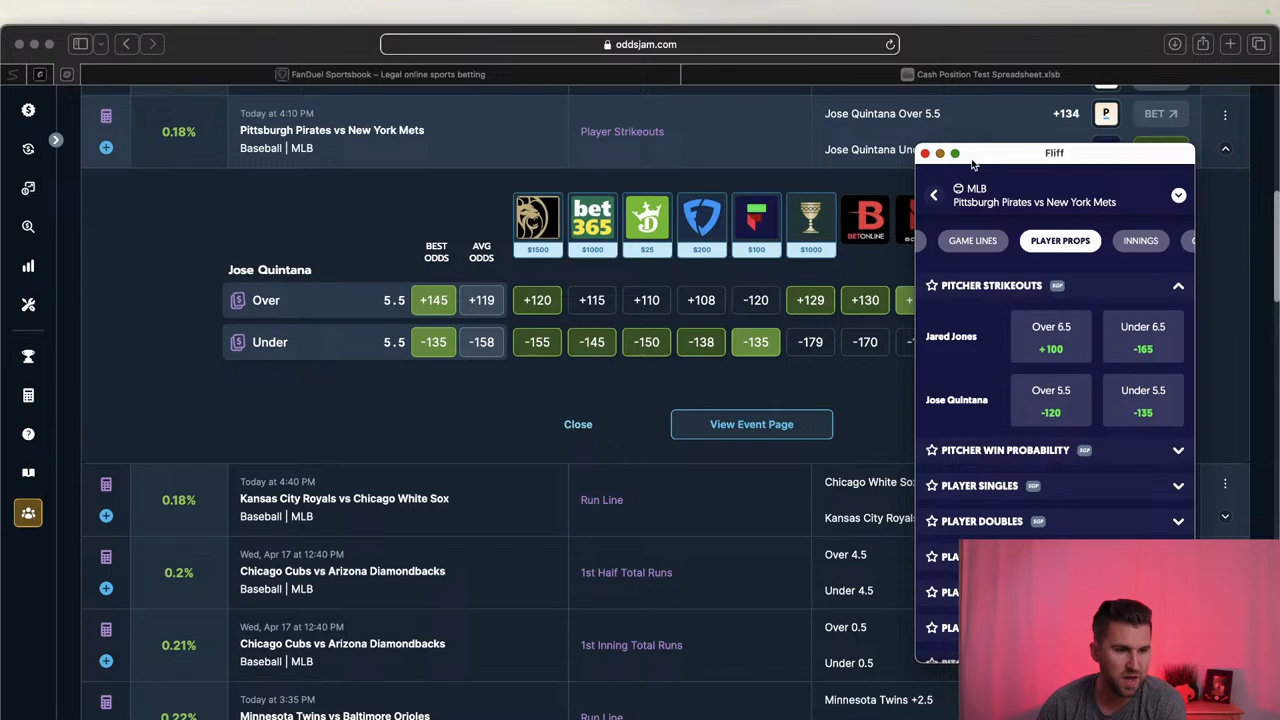 oddsjam.com
FanDuel Sportsbook – Legal online sports betting
Cash Position Test Spreadsheet.xlsb
0.18%
Today at 4:10 PM
Pittsburgh Pirates vs New York Mets
Baseball | MLB
Player Strikeouts
Jose Quintana Over 5.5
+134
P
BET
Jose Quintana Un
BEST ODDS
AVG ODDS
bet365
B
BETONLINE
$1500
$1000
$25
$200
$100
$1000
Jose Quintana
Over 5.5 +145 +119 +120 +115 +110 +108 -120 +129 +130 +
Under 5.5 -135 -158 -155 -145 -150 -138 -135 -179 -170 -1
Close
View Event Page
0.18%
Today at 4:40 PM
Kansas City Royals vs Chicago White Sox
Baseball | MLB
Run Line
Chicago White So
Kansas City Royal
0.2%
Wed, Apr 17 at 12:40 PM
Chicago Cubs vs Arizona Diamondbacks
Baseball | MLB
1st Half Total Runs
Over 4.5
Under 4.5
0.21%
Wed, Apr 17 at 12:40 PM
Chicago Cubs vs Arizona Diamondbacks
Baseball | MLB
1st Inning Total Runs
Over 0.5
Under 0.5
0.22%
Today at 3:35 PM
Minnesota Twins vs Baltimore Orioles
Run Line
Minnesota Twins +2.5
Fliff
MLB
Pittsburgh Pirates vs New York Mets
GAME LINES
PLAYER PROPS
INNINGS
PITCHER STRIKEOUTS SGP
Jared Jones
Over 6.5
+100
Under 6.5
-165
Jose Quintana
Over 5.5
-120
Under 5.5
-135
PITCHER WIN PROBABILITY SGP
PLAYER SINGLES SGP
PLAYER DOUBLES SGP
PLA
PLA
PLA